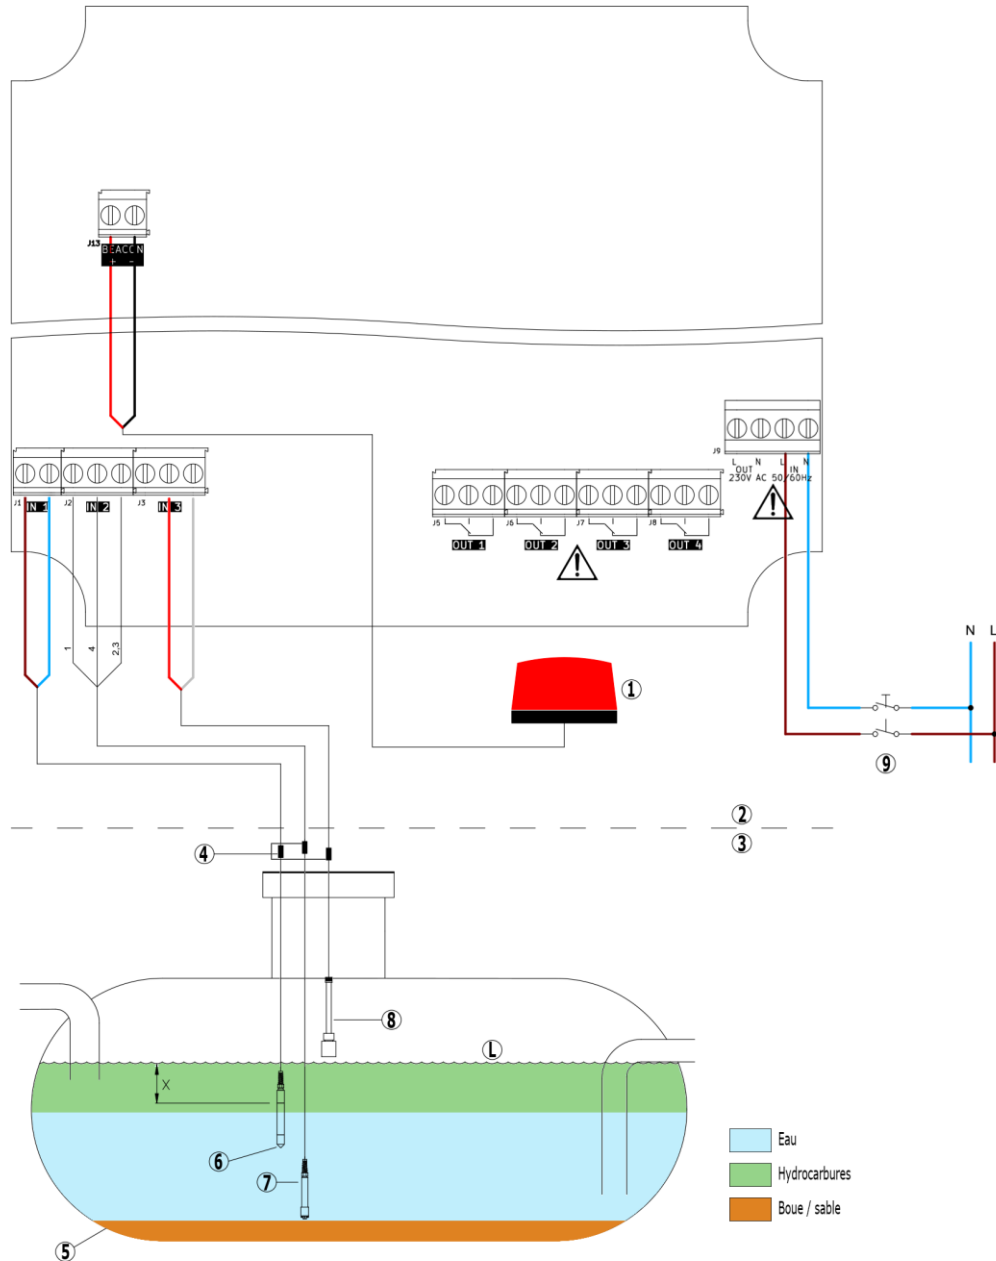 J13
BEACON
+ -
J9
L N L N
OUT IN
230V AC 50/60Hz
J1 IN 1 J2 IN 2 J3 IN 3
J5 J6 J7 J8
OUT 1 OUT 2 OUT 3 OUT 4
1 4 2,3
N L
1
9
2
3
4
8
L
X
6
7
5
Eau
Hydrocarbures
Boue / sable